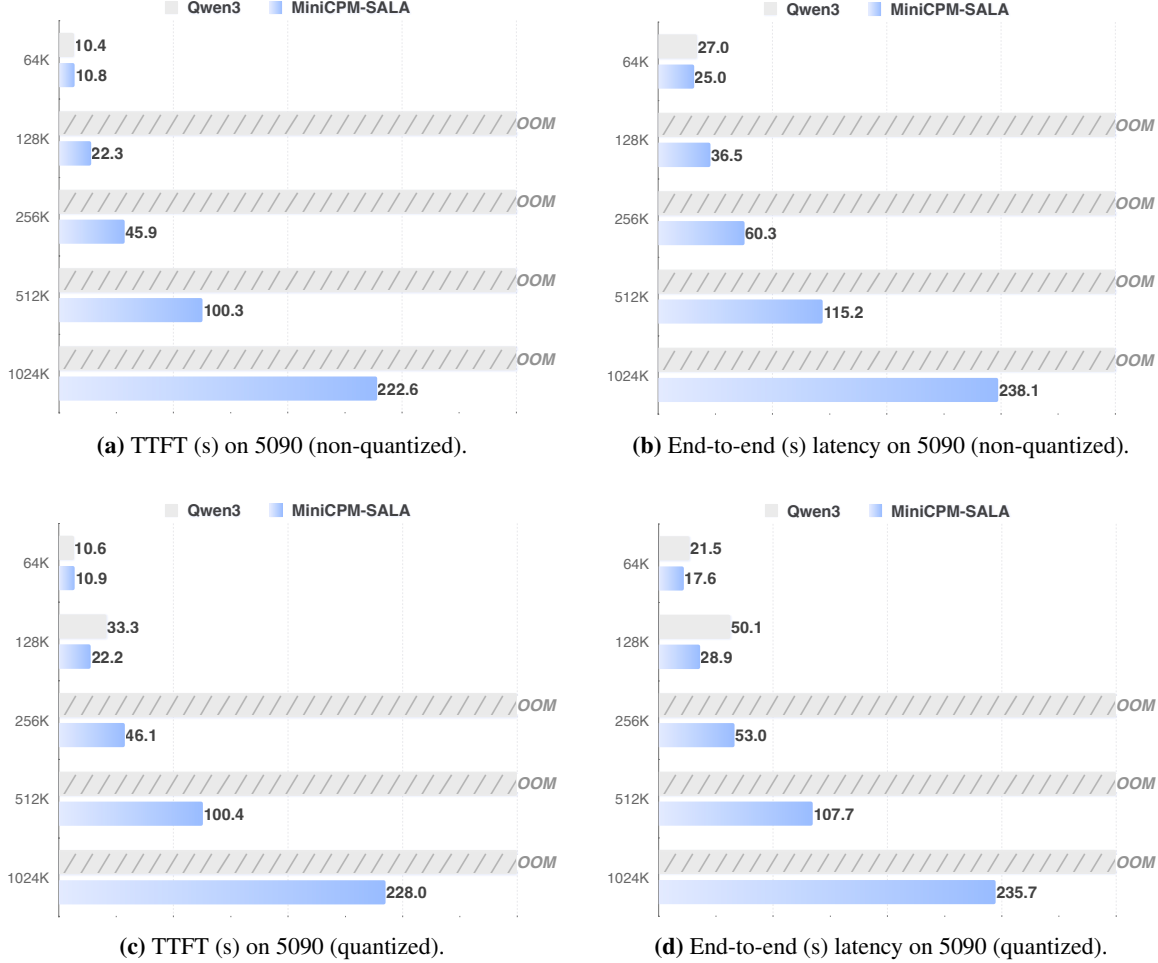 Qwen3 MiniCPM-SALA
64K
10.4
10.8
128K
OOM
22.3
256K
OOM
45.9
512K
OOM
100.3
1024K
OOM
222.6
(a) TTFT (s) on 5090 (non-quantized).
Qwen3 MiniCPM-SALA
64K
27.0
25.0
128K
OOM
36.5
256K
OOM
60.3
512K
OOM
115.2
1024K
OOM
238.1
(b) End-to-end (s) latency on 5090 (non-quantized).
Qwen3 MiniCPM-SALA
64K
10.6
10.9
128K
33.3
22.2
256K
OOM
46.1
512K
OOM
100.4
1024K
OOM
228.0
(c) TTFT (s) on 5090 (quantized).
Qwen3 MiniCPM-SALA
64K
21.5
17.6
128K
50.1
28.9
256K
OOM
53.0
512K
OOM
107.7
1024K
OOM
235.7
(d) End-to-end (s) latency on 5090 (quantized).